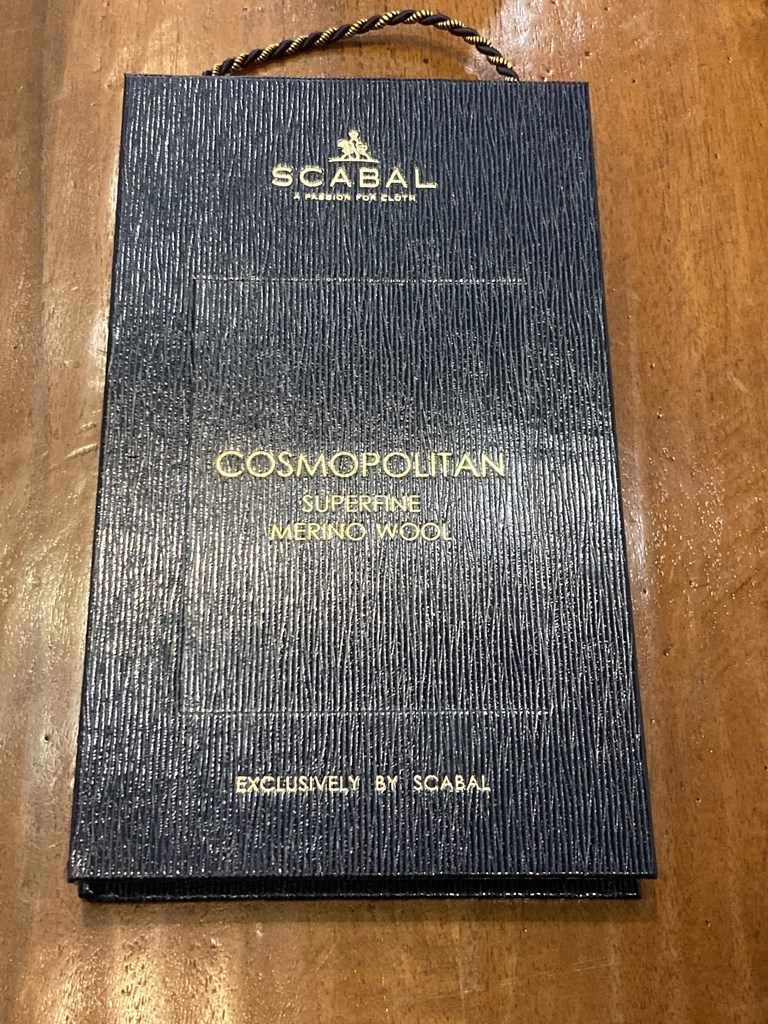 SCABAL
A PASSION FOR CLOTH
COSMOPOLITAN
SUPERFINE
MERINO WOOL
EXCLUSIVELY BY SCABAL